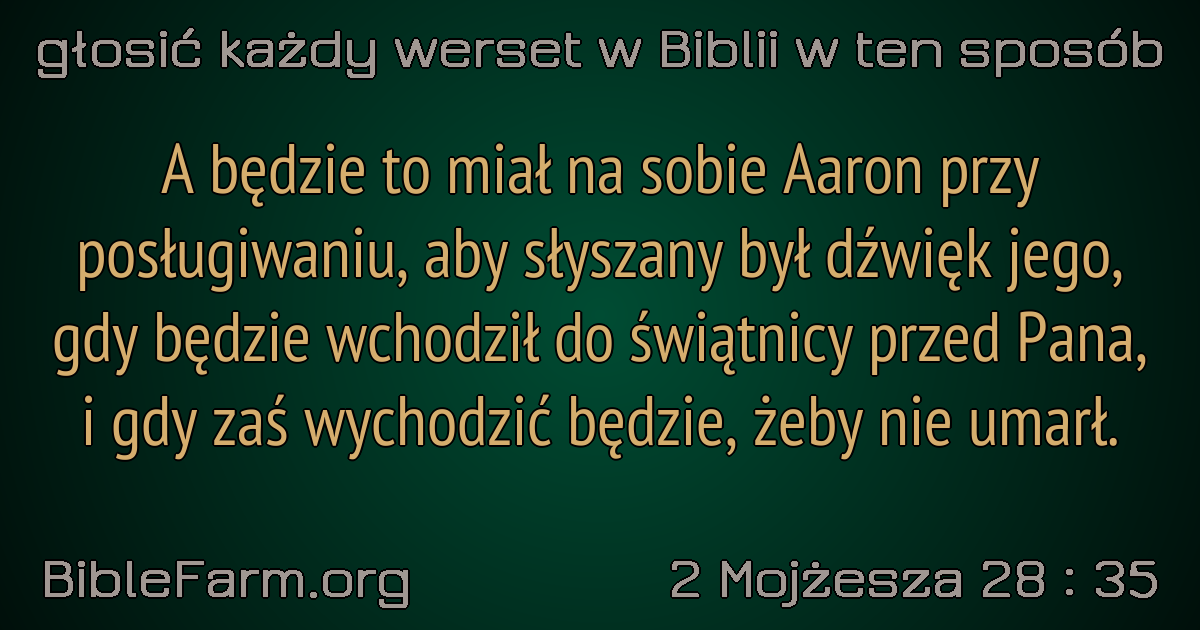 głosić każdy werset w Biblii w ten sposób
A będzie to miał na sobie Aaron przy
posługiwaniu, aby słyszany był dźwięk jego,
gdy będzie wchodził do świątnicy przed Pana,
i gdy zaś wychodzić będzie, żeby nie umarł.
BibleFarm.org
2 Mojżesza 28 : 35